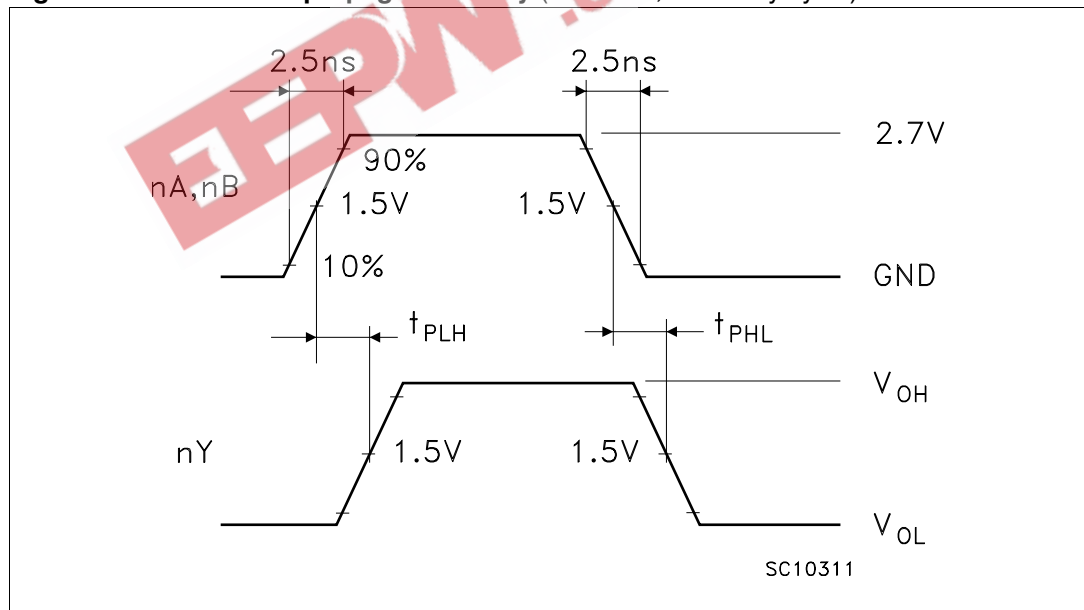 2.5ns 2.5ns
2.7V
90%
nA,nB
1.5V 1.5V
10%
GND
tPLH tPHL
VOH
nY
1.5V 1.5V
VOL
SC10311
EEPW.